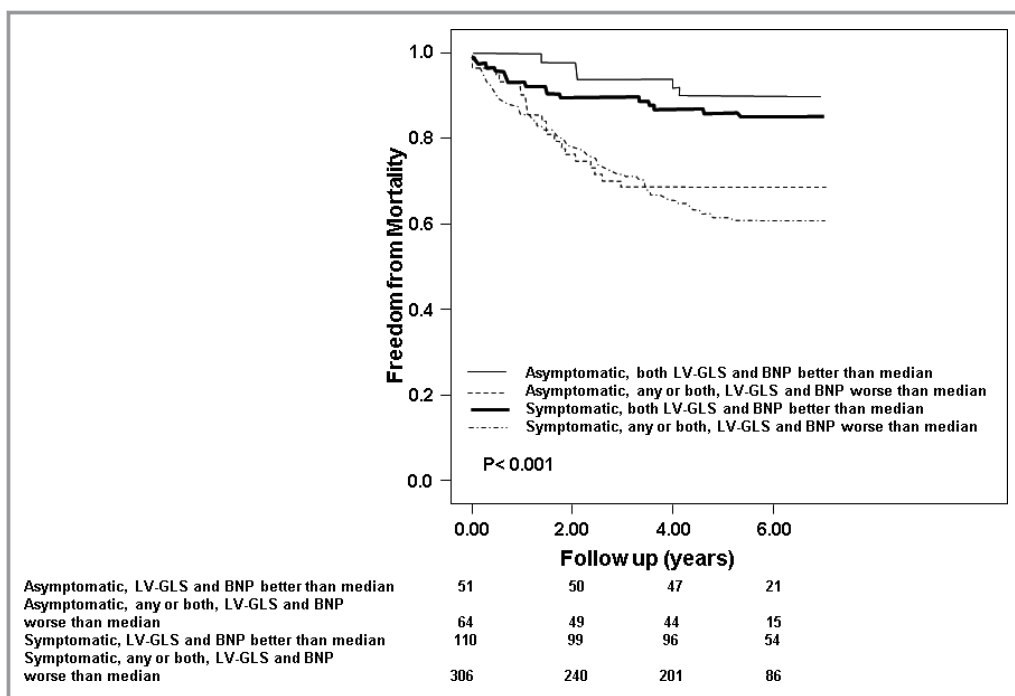 1.0
0.8
0.6
0.4
0.2
0.0
Freedom from Mortality
Asymptomatic, both LV-GLS and BNP better than median
Asymptomatic, any or both, LV-GLS and BNP worse than median
Symptomatic, both LV-GLS and BNP better than median
Symptomatic, any or both, LV-GLS and BNP worse than median
P< 0.001
0.00 2.00 4.00 6.00
Follow up (years)
Asymptomatic, LV-GLS and BNP better than median 51 50 47 21
Asymptomatic, any or both, LV-GLS and BNP
worse than median 64 49 44 15
Symptomatic, LV-GLS and BNP better than median 110 99 96 54
Symptomatic, any or both, LV-GLS and BNP
worse than median 306 240 201 86